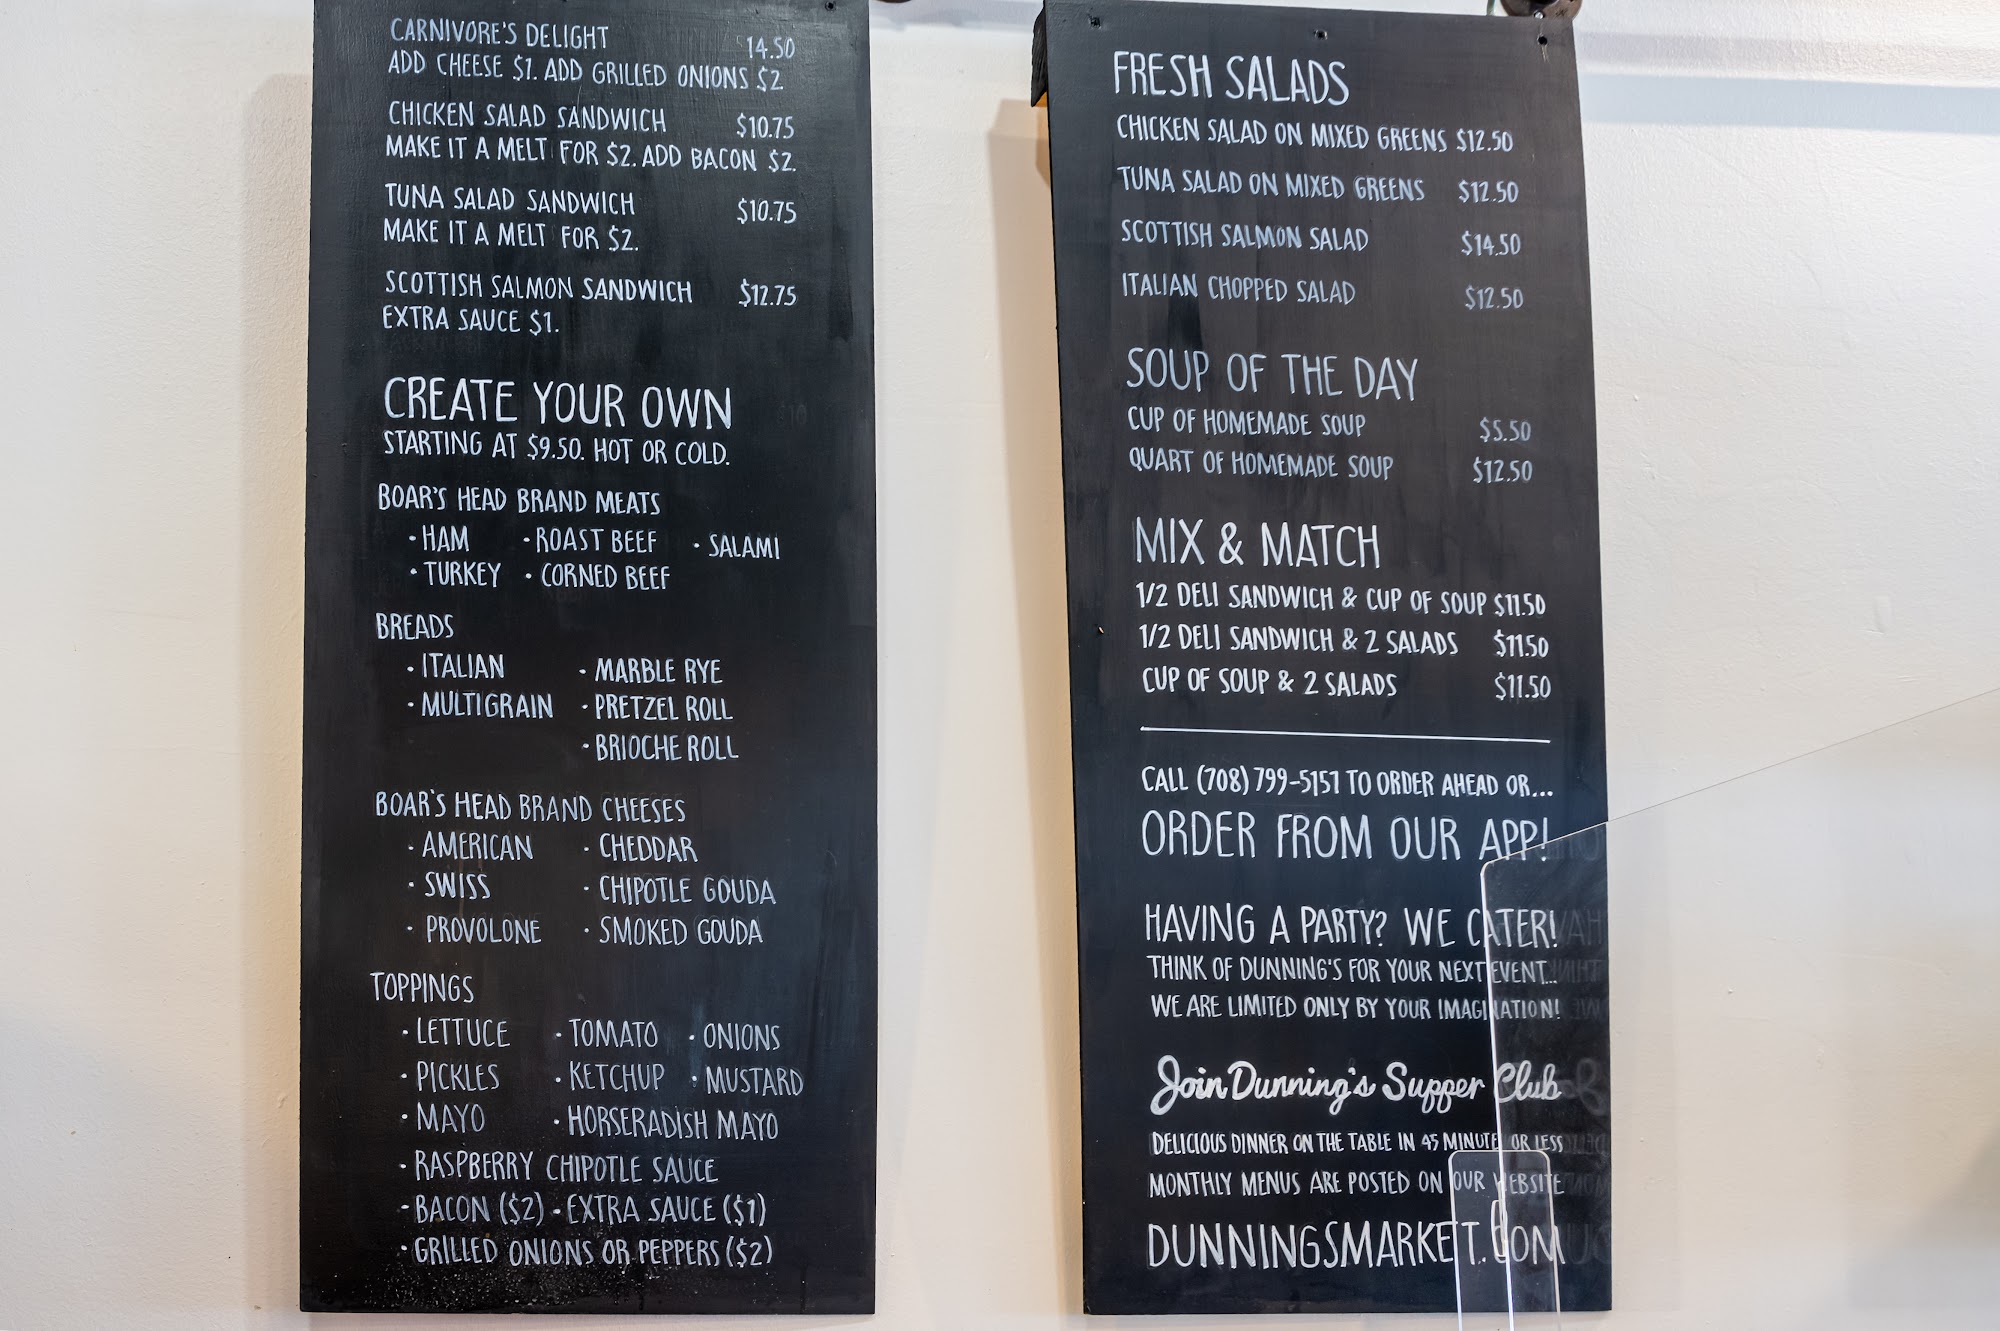 CARNIVORE'S DELIGHT 14.50
ADD CHEESE $1. ADD GRILLED ONIONS $2
CHICKEN SALAD SANDWICH $10.75
MAKE IT A MELT FOR $2. ADD BACON $2.
TUNA SALAD SANDWICH $10.75
MAKE IT A MELT FOR $2.
SCOTTISH SALMON SANDWICH $12.75
EXTRA SAUCE $1.
CREATE YOUR OWN
STARTING AT $9.50. HOT OR COLD.
BOAR'S HEAD BRAND MEATS
· HAM · ROAST BEEF · SALAMI
· TURKEY · CORNED BEEF
BREADS
· ITALIAN · MARBLE RYE
· MULTIGRAIN · PRETZEL ROLL
· BRIOCHE ROLL
BOAR'S HEAD BRAND CHEESES
· AMERICAN · CHEDDAR
· SWISS · CHIPOTLE GOUDA
· PROVOLONE · SMOKED GOUDA
TOPPINGS
· LETTUCE · TOMATO · ONIONS
· PICKLES · KETCHUP · MUSTARD
· MAYO · HORSERADISH MAYO
· RASPBERRY CHIPOTLE SAUCE
· BACON ($2) · EXTRA SAUCE ($1)
· GRILLED ONIONS OR PEPPERS ($2)
FRESH SALADS
CHICKEN SALAD ON MIXED GREENS $12.50
TUNA SALAD ON MIXED GREENS $12.50
SCOTTISH SALMON SALAD $14.50
ITALIAN CHOPPED SALAD $12.50
SOUP OF THE DAY
CUP OF HOMEMADE SOUP $5.50
QUART OF HOMEMADE SOUP $12.50
MIX & MATCH
1/2 DELI SANDWICH & CUP OF SOUP $11.50
1/2 DELI SANDWICH & 2 SALADS $11.50
CUP OF SOUP & 2 SALADS $11.50
CALL (708) 799-5151 TO ORDER AHEAD OR...
ORDER FROM OUR APP!
HAVING A PARTY? WE CATER!
THINK OF DUNNING'S FOR YOUR NEXT EVENT...
WE ARE LIMITED ONLY BY YOUR IMAGINATION!
Join Dunning's Supper Club
DELICIOUS DINNER ON THE TABLE IN 45 MINUTES OR LESS
MONTHLY MENUS ARE POSTED ON OUR WEBSITE
DUNNINGSMARKET.COM